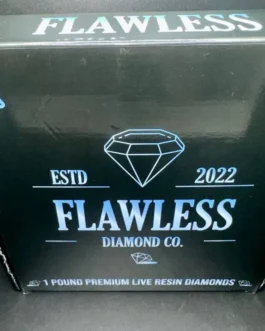 FLAWLESS
ESTD 2022
FLAWLESS
DIAMOND CO.
1 POUND PREMIUM LIVE RESIN DIAMONDS